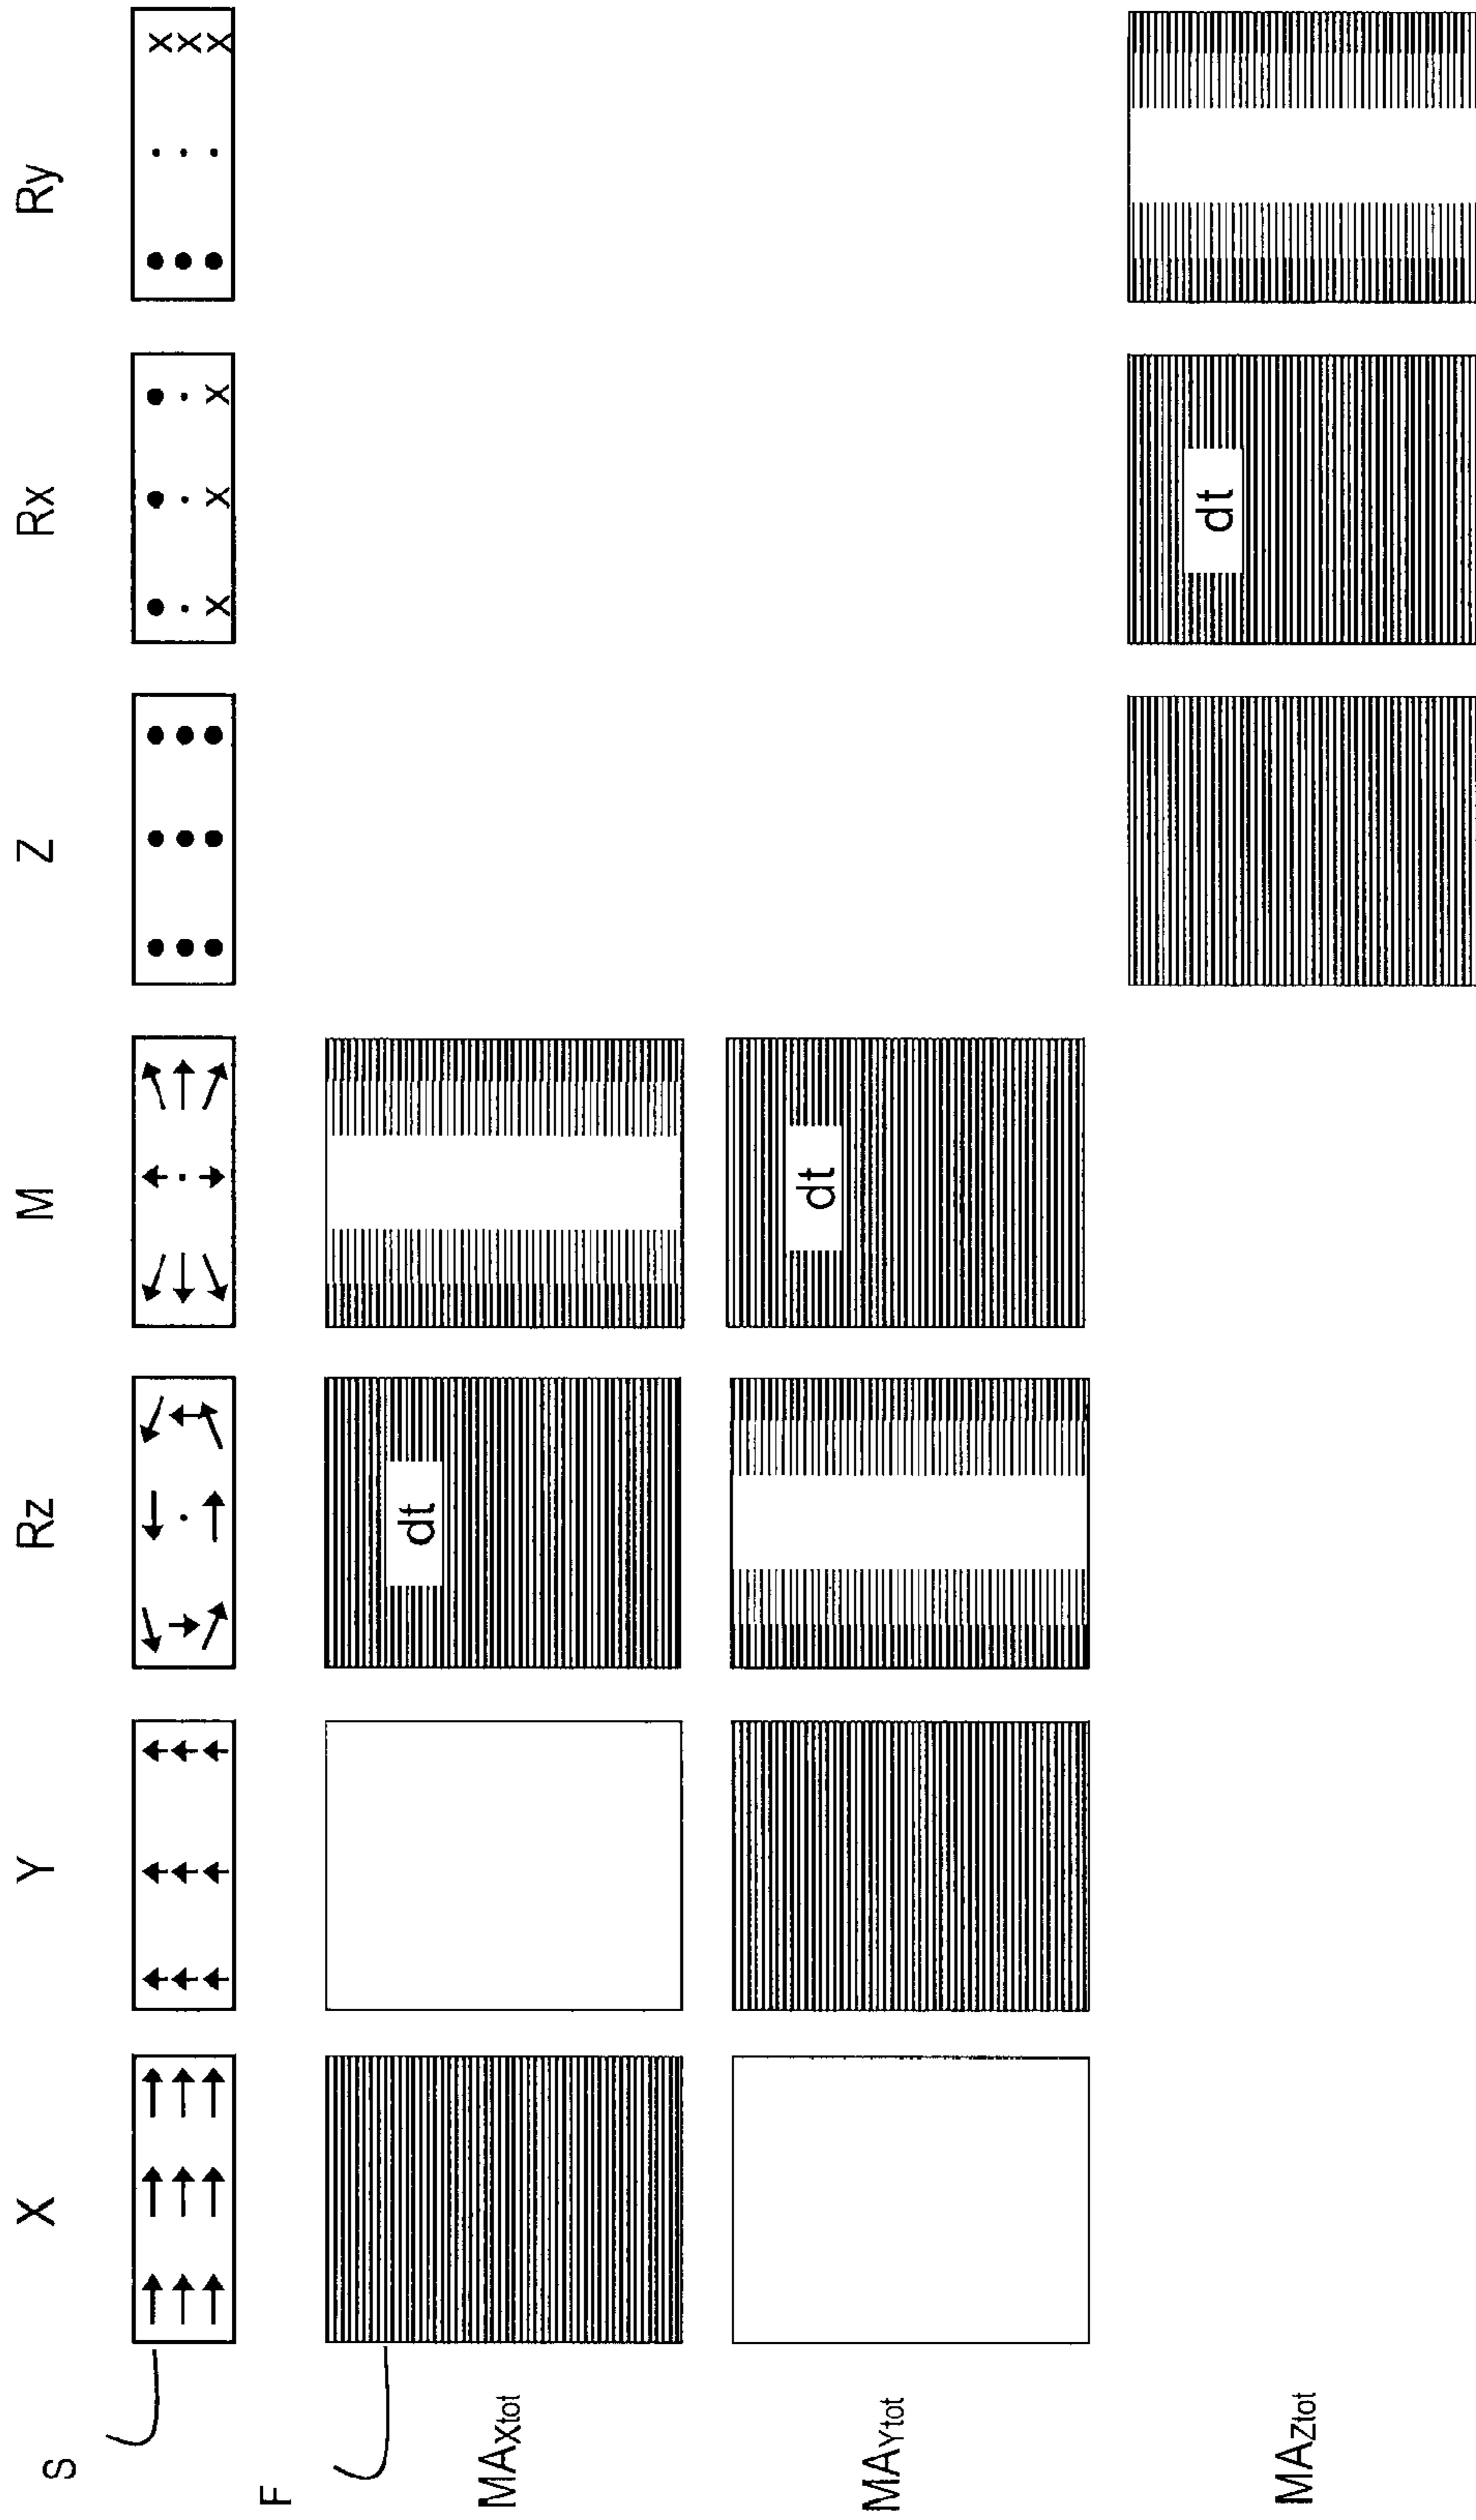 X Y Rz M Z Rx Ry
S
x x x x x x
F
MAXtot
dt
MAYtot
dt
MAZtot
dt